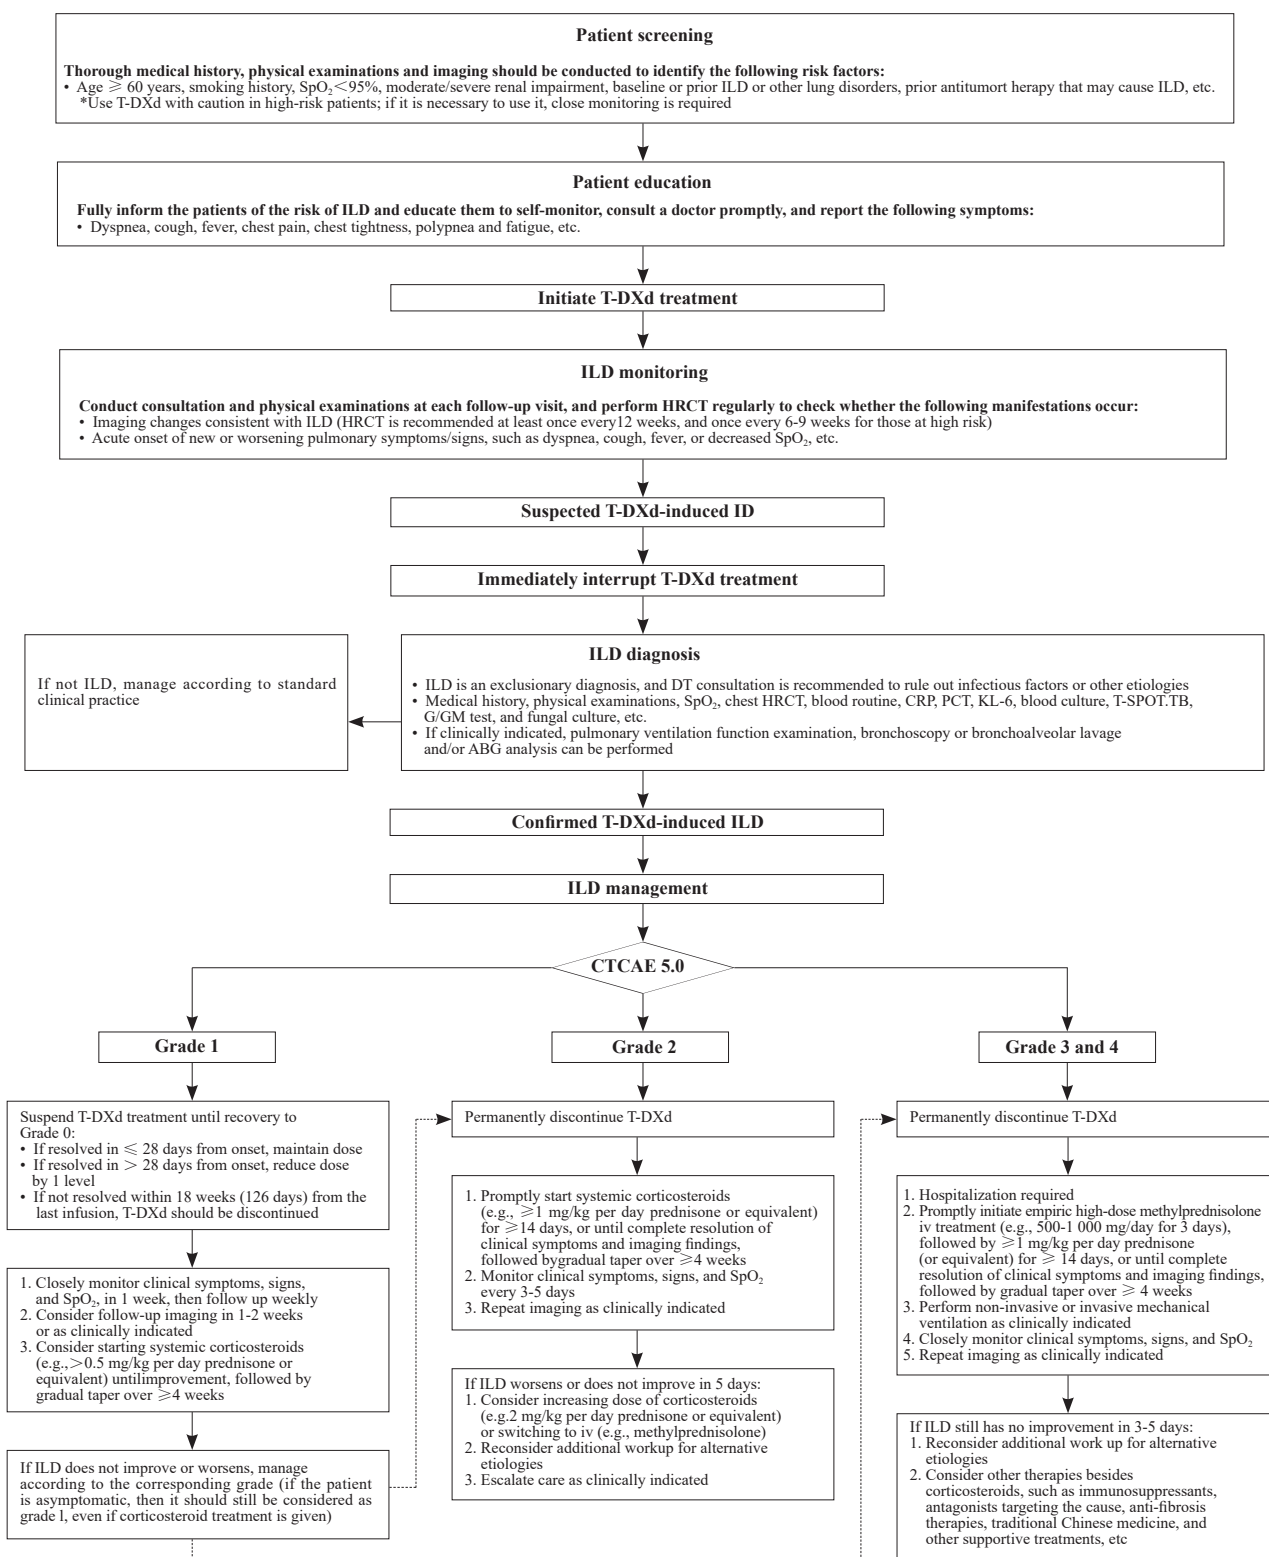 Patient screening
Thorough medical history, physical examinations and imaging should be conducted to identify the following risk factors:
• Age ≥ 60 years, smoking history, SpO₂<95%, moderate/severe renal impairment, baseline or prior ILD or other lung disorders, prior antitumort herapy that may cause ILD, etc.
*Use T-DXd with caution in high-risk patients; if it is necessary to use it, close monitoring is required
Patient education
Fully inform the patients of the risk of ILD and educate them to self-monitor, consult a doctor promptly, and report the following symptoms:
• Dyspnea, cough, fever, chest pain, chest tightness, polypnea and fatigue, etc.
Initiate T-DXd treatment
ILD monitoring
Conduct consultation and physical examinations at each follow-up visit, and perform HRCT regularly to check whether the following manifestations occur:
• Imaging changes consistent with ILD (HRCT is recommended at least once every12 weeks, and once every 6-9 weeks for those at high risk)
• Acute onset of new or worsening pulmonary symptoms/signs, such as dyspnea, cough, fever, or decreased SpO₂, etc.
Suspected T-DXd-induced ID
Immediately interrupt T-DXd treatment
If not ILD, manage according to standard
clinical practice
ILD diagnosis
• ILD is an exclusionary diagnosis, and DT consultation is recommended to rule out infectious factors or other etiologies
• Medical history, physical examinations, SpO₂, chest HRCT, blood routine, CRP, PCT, KL-6, blood culture, T-SPOT.TB,
G/GM test, and fungal culture, etc.
• If clinically indicated, pulmonary ventilation function examination, bronchoscopy or bronchoalveolar lavage
and/or ABG analysis can be performed
Confirmed T-DXd-induced ILD
ILD management
CTCAE 5.0
Grade 1
Suspend T-DXd treatment until recovery to
Grade 0:
• If resolved in ≤ 28 days from onset, maintain dose
• If resolved in > 28 days from onset, reduce dose
by 1 level
• If not resolved within 18 weeks (126 days) from the
last infusion, T-DXd should be discontinued
1. Closely monitor clinical symptoms, signs,
and SpO₂, in 1 week, then follow up weekly
2. Consider follow-up imaging in 1-2 weeks
or as clinically indicated
3. Consider starting systemic corticosteroids
(e.g.,>0.5 mg/kg per day prednisone or
equivalent) untilimprovement, followed by
gradual taper over ≥4 weeks
If ILD does not improve or worsens, manage
according to the corresponding grade (if the patient
is asymptomatic, then it should still be considered as
grade l, even if corticosteroid treatment is given)
Grade 2
Permanently discontinue T-DXd
1. Promptly start systemic corticosteroids
(e.g., ≥1 mg/kg per day prednisone or equivalent)
for ≥14 days, or until complete resolution of
clinical symptoms and imaging findings,
followed bygradual taper over ≥4 weeks
2. Monitor clinical symptoms, signs, and SpO₂
every 3-5 days
3. Repeat imaging as clinically indicated
If ILD worsens or does not improve in 5 days:
1. Consider increasing dose of corticosteroids
(e.g.2 mg/kg per day prednisone or equivalent)
or switching to iv (e.g., methylprednisolone)
2. Reconsider additional workup for alternative
etiologies
3. Escalate care as clinically indicated
Grade 3 and 4
Permanently discontinue T-DXd
1. Hospitalization required
2. Promptly initiate empiric high-dose methylprednisolone
iv treatment (e.g., 500-1 000 mg/day for 3 days),
followed by ≥1 mg/kg per day prednisone
(or equivalent) for ≥ 14 days, or until complete
resolution of clinical symptoms and imaging findings,
followed by gradual taper over ≥ 4 weeks
3. Perform non-invasive or invasive mechanical
ventilation as clinically indicated
4. Closely monitor clinical symptoms, signs, and SpO₂
5. Repeat imaging as clinically indicated
If ILD still has no improvement in 3-5 days:
1. Reconsider additional work up for alternative
etiologies
2. Consider other therapies besides
corticosteroids, such as immunosuppressants,
antagonists targeting the cause, anti-fibrosis
therapies, traditional Chinese medicine, and
other supportive treatments, etc